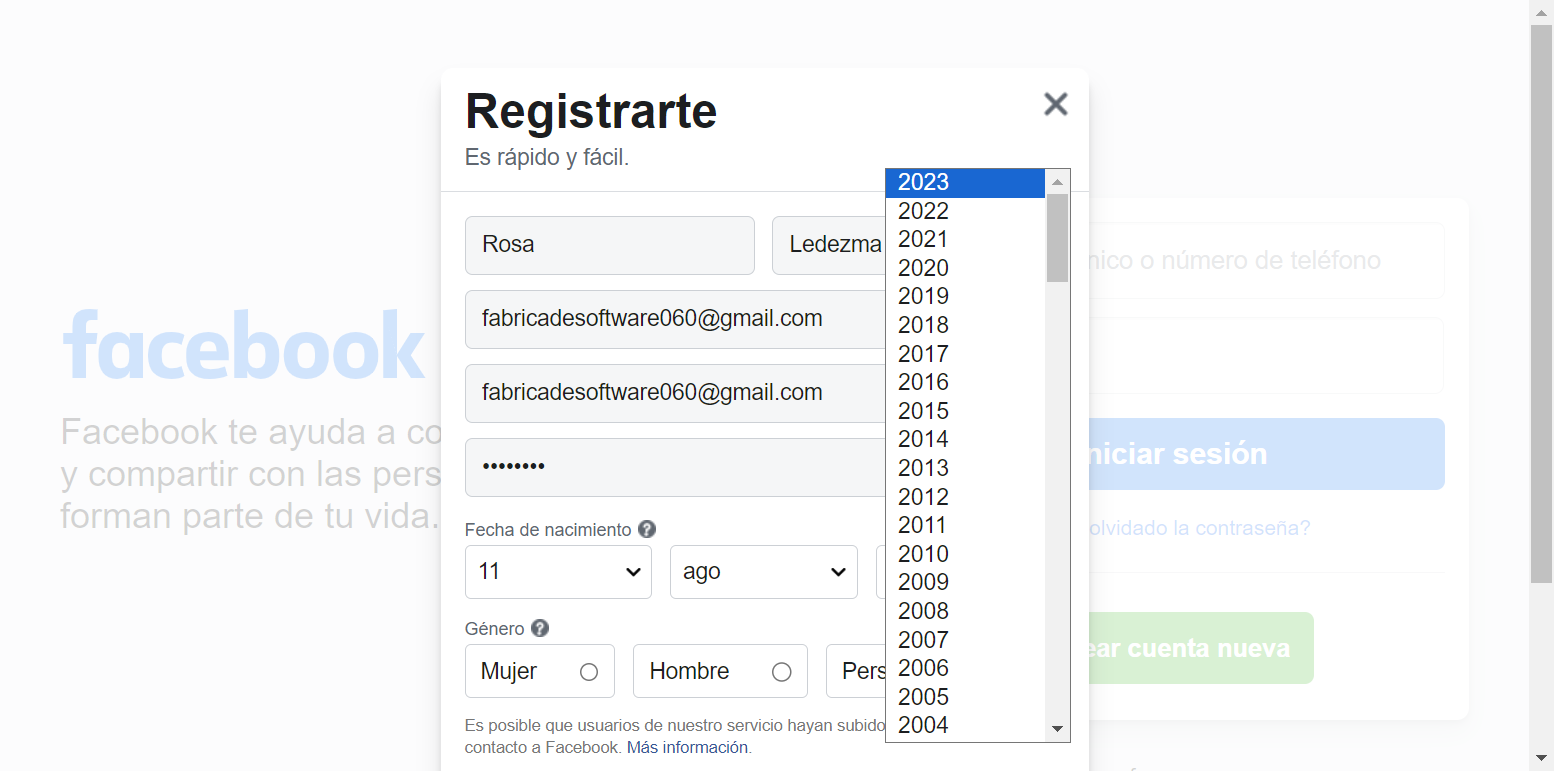 Registrarte
Es rápido y fácil.
Rosa
Ledezma
fabricadesoftware060@gmail.com
fabricadesoftware060@gmail.com
••••••••
Fecha de nacimiento ?
11
ago
2023
2022
2021
2020
2019
2018
2017
2016
2015
2014
2013
2012
2011
2010
2009
2008
2007
2006
2005
2004
Género ?
Mujer
Hombre
Pers
Es posible que usuarios de nuestro servicio hayan subido
contacto a Facebook. Más información.
facebook
Facebook te ayuda a co
y compartir con las pers
forman parte de tu vida.
nico o número de teléfono
niciar sesión
olvidado la contraseña?
ear cuenta nueva